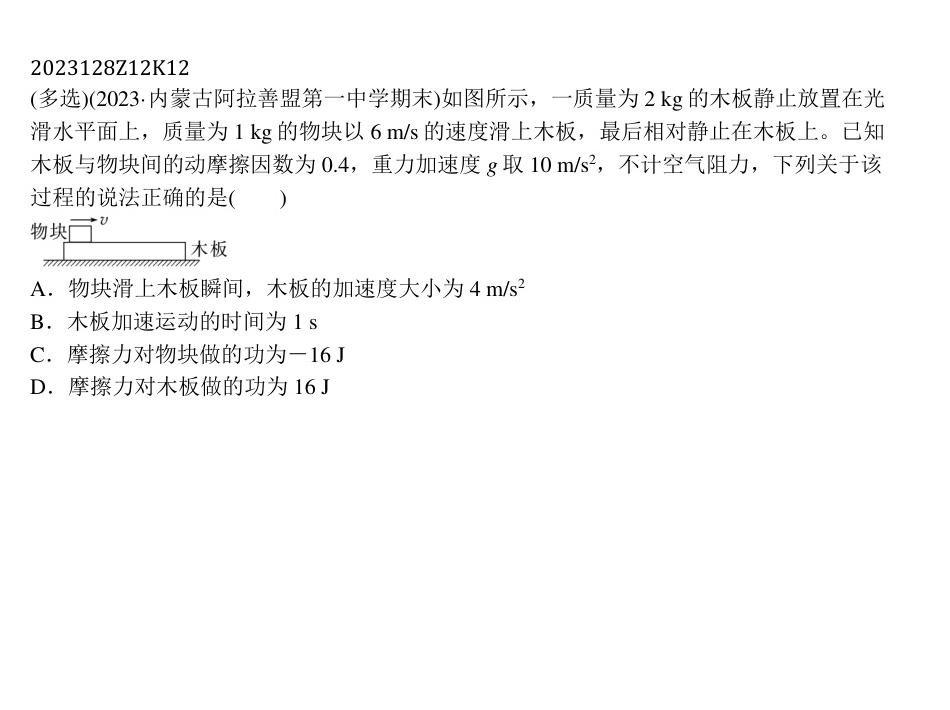 2023128Z12K12
(多选)(2023·内蒙古阿拉善盟第一中学期末)如图所示，一质量为 2 kg 的木板静止放置在光
滑水平面上，质量为 1 kg 的物块以 6 m/s 的速度滑上木板，最后相对静止在木板上。已知
木板与物块间的动摩擦因数为 0.4，重力加速度 g 取 10 m/s²，不计空气阻力，下列关于该
过程的说法正确的是(　　)
v
物块
木板
A．物块滑上木板瞬间，木板的加速度大小为 4 m/s²
B．木板加速运动的时间为 1 s
C．摩擦力对物块做的功为－16 J
D．摩擦力对木板做的功为 16 J